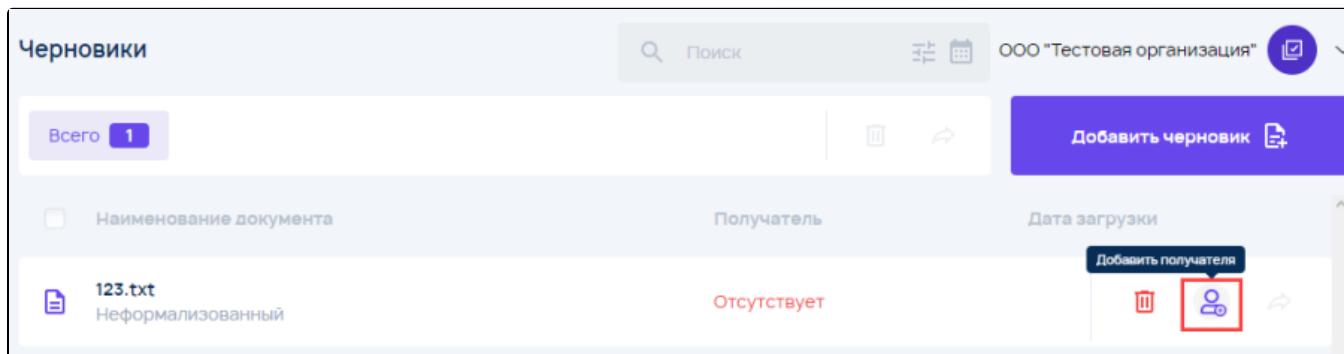 Черновики
Поиск
ООО "Тестовая организация"
Всего 1
Добавить черновик
Наименование документа
Получатель
Дата загрузки
Добавить получателя
123.txt
Отсутствует
Неформализованный